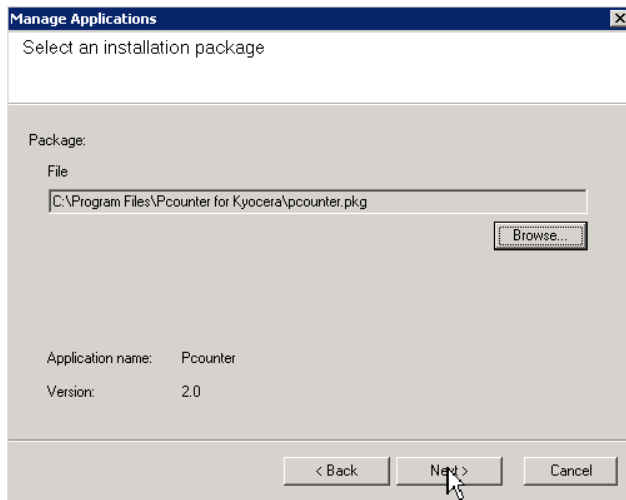 Manage Applications
Select an installation package
Package:
File
C:\Program Files\Pcounter for Kyocera\pcounter.pkg
Browse...
Application name: Pcounter
Version: 2.0
< Back Next > Cancel